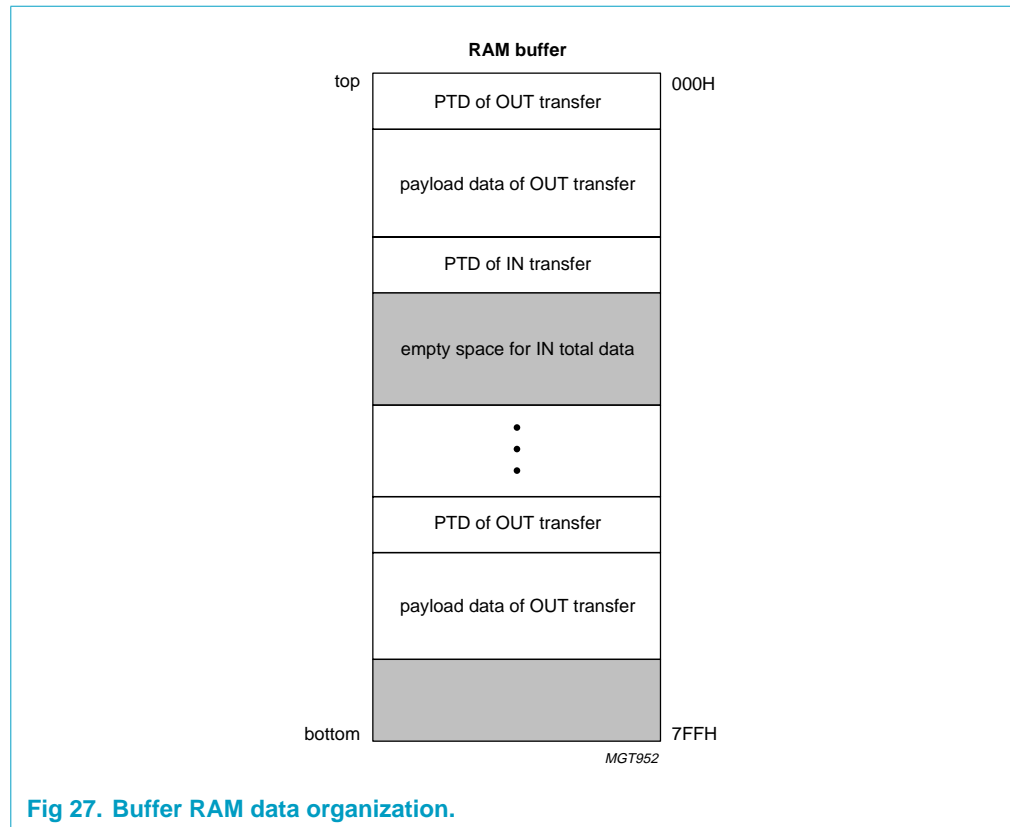 RAM buffer
top
000H
PTD of OUT transfer
payload data of OUT transfer
PTD of IN transfer
empty space for IN total data
PTD of OUT transfer
payload data of OUT transfer
bottom
7FFH
MGT952
Fig 27. Buffer RAM data organization.